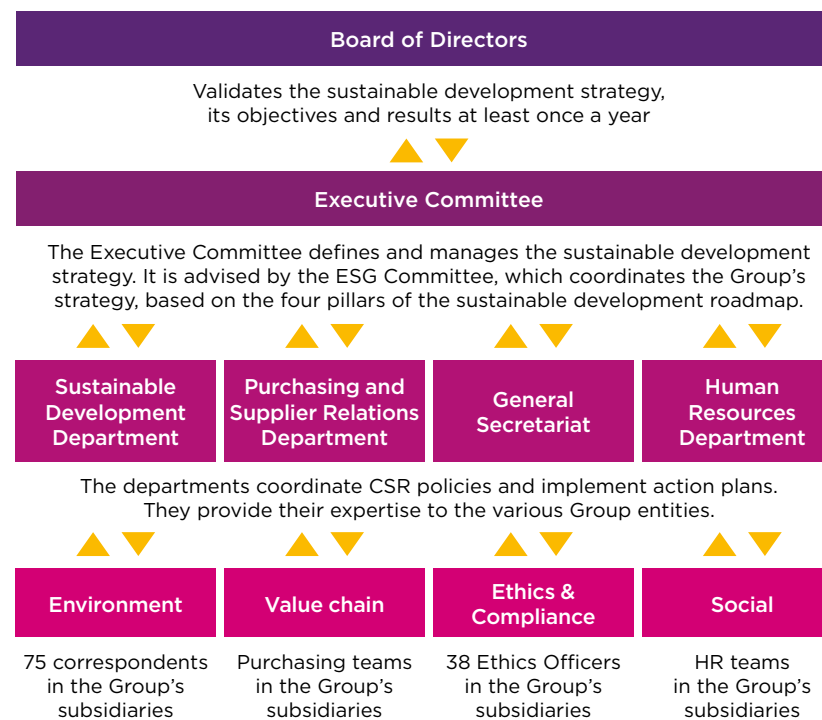 Board of Directors
Validates the sustainable development strategy,
its objectives and results at least once a year
Executive Committee
The Executive Committee defines and manages the sustainable development
strategy. It is advised by the ESG Committee, which coordinates the Group's
strategy, based on the four pillars of the sustainable development roadmap.
Sustainable
Development
Department
Purchasing and
Supplier Relations
Department
General
Secretariat
Human
Resources
Department
The departments coordinate CSR policies and implement action plans.
They provide their expertise to the various Group entities.
Environment
Value chain
Ethics &
Compliance
Social
75 correspondents
in the Group's
subsidiaries
Purchasing teams
in the Group's
subsidiaries
38 Ethics Officers
in the Group's
subsidiaries
HR teams
in the Group's
subsidiaries